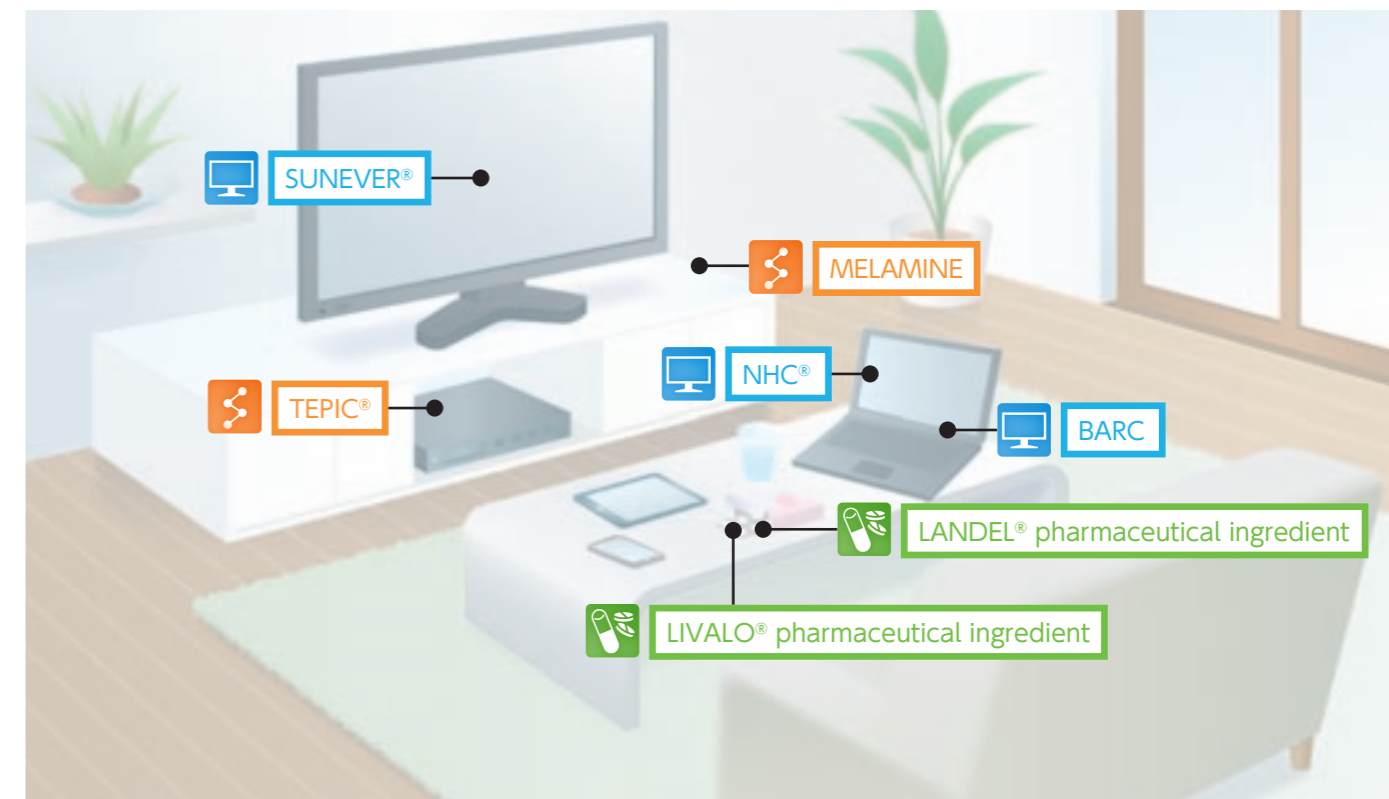 SUNEVER®
MELAMINE
NHC®
TEPIC®
BARC
LANDEL® pharmaceutical ingredient
LIVALO® pharmaceutical ingredient